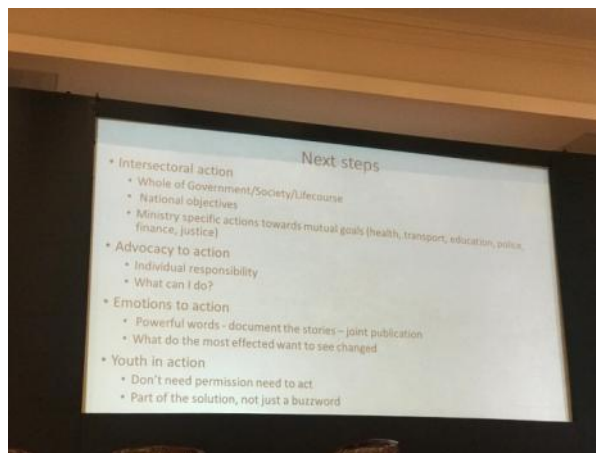 Next steps
• Intersectoral action
• Whole of Government/Society/Lifecourse
• National objectives
• Ministry specific actions towards mutual goals (health, transport, education, police,
finance, justice)
• Advocacy to action
• Individual responsibility
• What can I do?
• Emotions to action
• Powerful words - document the stories – joint publication
• What do the most effected want to see changed
• Youth in action
• Don't need permission need to act
• Part of the solution, not just a buzzword